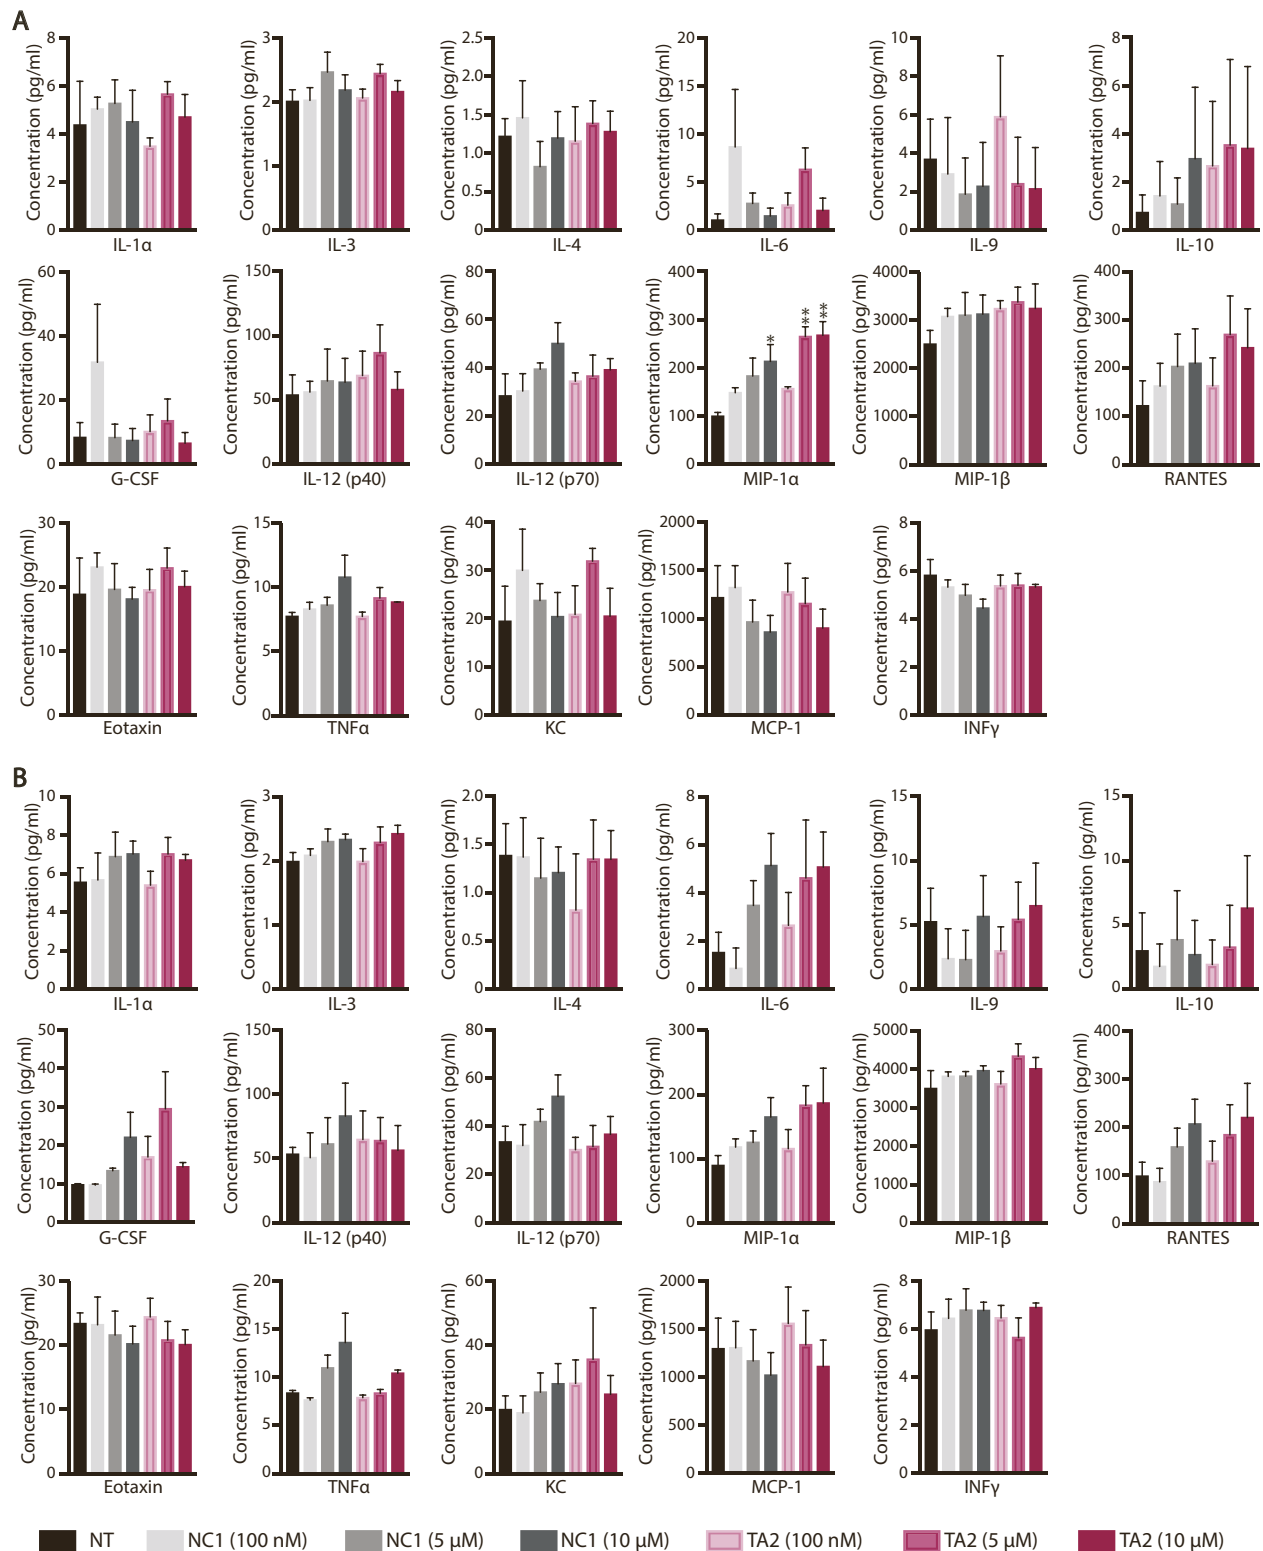 A
8 3 2.5 20 10 8
Concentration (pg/ml) Concentration (pg/ml) Concentration (pg/ml) Concentration (pg/ml) Concentration (pg/ml) Concentration (pg/ml)
6 2.0 15 8 6
4 2 1.5 10 6 4
2 1 1.0 5 4 2
0.5 2
0 0 0 0 0 0
IL-1α IL-3 IL-4 IL-6 IL-9 IL-10
60 150 80 400 4000 400
Concentration (pg/ml) Concentration (pg/ml) Concentration (pg/ml) Concentration (pg/ml) Concentration (pg/ml) Concentration (pg/ml)
* ** **
40 100 60 300 3000 300
20 50 40 200 2000 200
20 100 1000 100
0 0 0 0 0 0
G-CSF IL-12 (p40) IL-12 (p70) MIP-1α MIP-1β RANTES
30 15 40 2000 8
Concentration (pg/ml) Concentration (pg/ml) Concentration (pg/ml) Concentration (pg/ml) Concentration (pg/ml)
20 10 30 1500 6
10 5 20 1000 4
10 500 2
0 0 0 0 0
Eotaxin TNFα KC MCP-1 INFγ
B
10 3 2.0 8 15 15
Concentration (pg/ml) Concentration (pg/ml) Concentration (pg/ml) Concentration (pg/ml) Concentration (pg/ml) Concentration (pg/ml)
8 2 1.5 6 10 10
6 1 1.0 4 5 5
4 0.5 2
2
0 0 0 0 0 0
IL-1α IL-3 IL-4 IL-6 IL-9 IL-10
50 150 80 300 5000 400
Concentration (pg/ml) Concentration (pg/ml) Concentration (pg/ml) Concentration (pg/ml) Concentration (pg/ml) Concentration (pg/ml)
40 100 60 200 4000 300
30 50 40 100 3000 200
20 20 2000 100
10 1000
0 0 0 0 0 0
G-CSF IL-12 (p40) IL-12 (p70) MIP-1α MIP-1β RANTES
30 20 60 2000 8
Concentration (pg/ml) Concentration (pg/ml) Concentration (pg/ml) Concentration (pg/ml) Concentration (pg/ml)
20 15 40 1500 6
10 10 20 1000 4
5 500 2
0 0 0 0 0
Eotaxin TNFα KC MCP-1 INFγ
NT NC1 (100 nM) NC1 (5 μM) NC1 (10 μM) TA2 (100 nM) TA2 (5 μM) TA2 (10 μM)